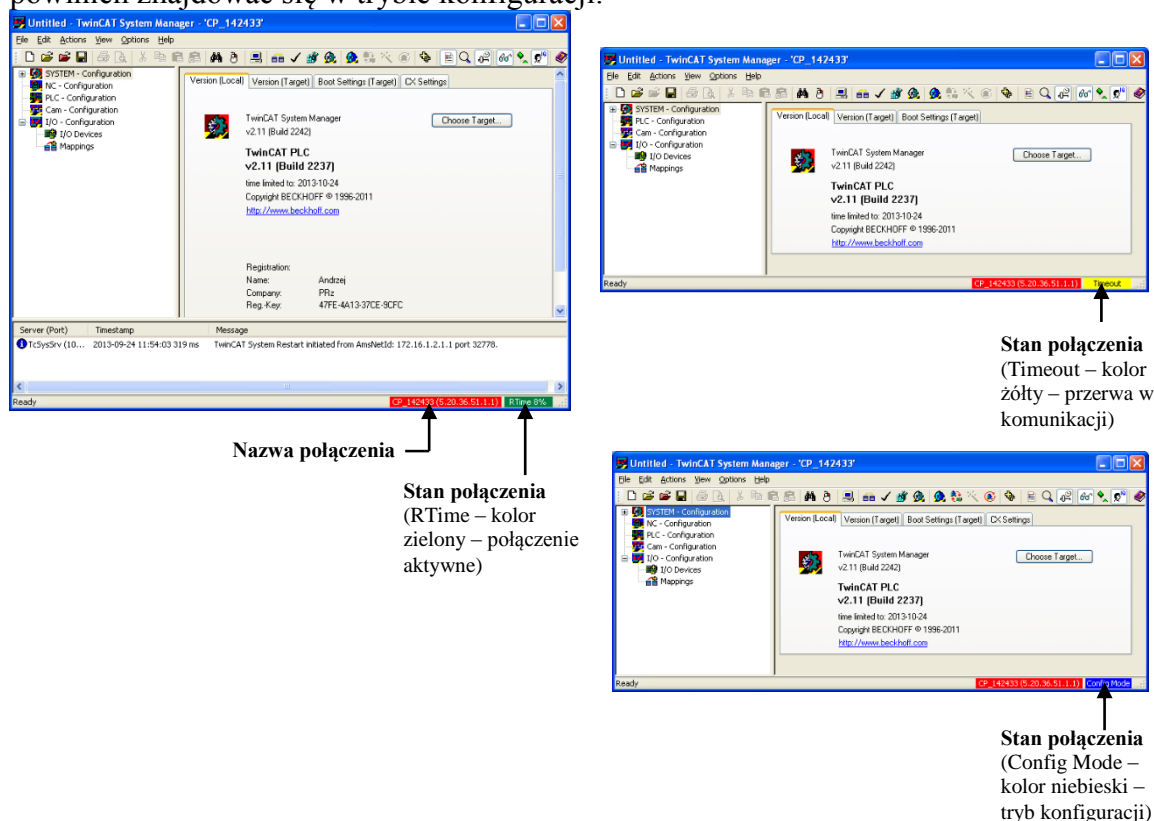 powinien znajdować się w trybie konfiguracji.
Untitled - TwinCAT System Manager - 'CP_142433'
File Edit Actions View Options Help
SYSTEM - Configuration
NC - Configuration
PLC - Configuration
Cam - Configuration
I/O - Configuration
I/O Devices
Mappings
Version (Local) Version (Target) Boot Settings (Target) CX Settings
TwinCAT System Manager
v2.11 (Build 2242)
Choose Target...
TwinCAT PLC
v2.11 (Build 2237)
time limited to: 2013-10-24
Copyright BECKHOFF © 1996-2011
http://www.beckhoff.com
Registration:
Name: Andrzej
Company: PRz
Reg.-Key: 47FE-4A13-37CE-9CFC
Server (Port) Timestamp Message
TcSysSrv (10... 2013-09-24 11:54:03 319 ms TwinCAT System Restart initiated from AmsNetId: 172.16.1.2.1.1 port 32778.
Ready CP_142433 (5.20.36.51.1.1) RTime 8%
Nazwa połączenia
Stan połączenia
(RTime – kolor
zielony – połączenie
aktywne)
Untitled - TwinCAT System Manager - 'CP_142433'
File Edit Actions View Options Help
SYSTEM - Configuration
PLC - Configuration
Cam - Configuration
I/O - Configuration
I/O Devices
Mappings
Version (Local) Version (Target) Boot Settings (Target)
TwinCAT System Manager
v2.11 (Build 2242)
Choose Target...
TwinCAT PLC
v2.11 (Build 2237)
time limited to: 2013-10-24
Copyright BECKHOFF © 1996-2011
http://www.beckhoff.com
Ready CP_142433 (5.20.36.51.1.1) Timeout
Stan połączenia
(Timeout – kolor
żółty – przerwa w
komunikacji)
Untitled - TwinCAT System Manager - 'CP_142433'
File Edit Actions View Options Help
SYSTEM - Configuration
NC - Configuration
PLC - Configuration
Cam - Configuration
I/O - Configuration
I/O Devices
Mappings
Version (Local) Version (Target) Boot Settings (Target) CX Settings
TwinCAT System Manager
v2.11 (Build 2242)
Choose Target...
TwinCAT PLC
v2.11 (Build 2237)
time limited to: 2013-10-24
Copyright BECKHOFF © 1996-2011
http://www.beckhoff.com
Ready CP_142433 (5.20.36.51.1.1) Config Mode
Stan połączenia
(Config Mode –
kolor niebieski –
tryb konfiguracji)